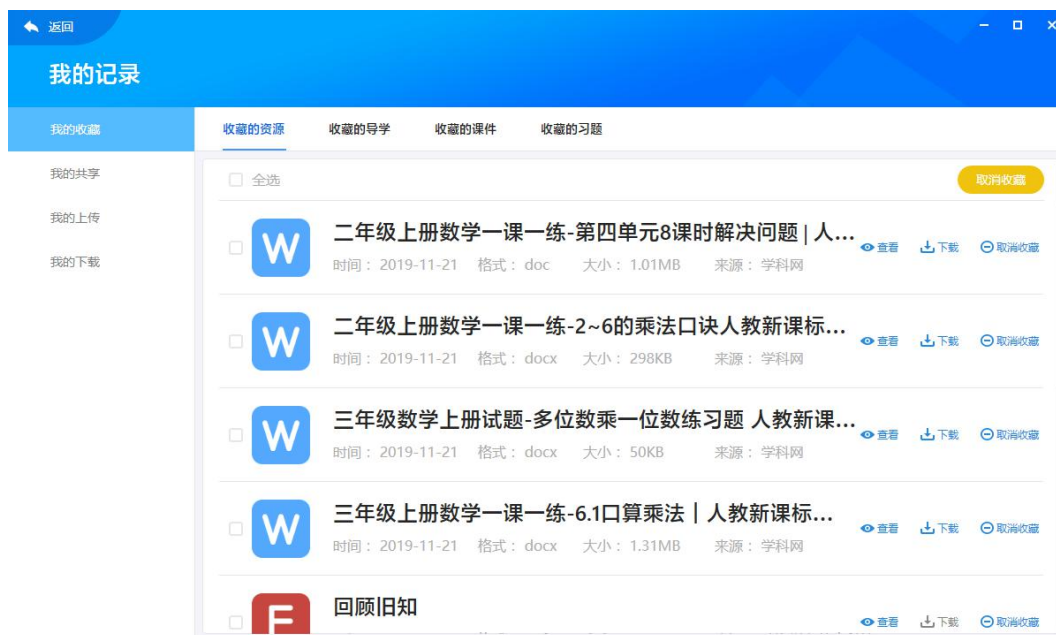 返回
我的记录
我的收藏
我的共享
我的上传
我的下载
收藏的资源 收藏的导学 收藏的课件 收藏的习题
全选 取消收藏
W 二年级上册数学一课一练-第四单元8课时解决问题 | 人...
时间： 2019-11-21 格式： doc 大小： 1.01MB 来源： 学科网 查看 下载 取消收藏
W 二年级上册数学一课一练-2~6的乘法口诀人教新课标...
时间： 2019-11-21 格式： docx 大小： 298KB 来源： 学科网 查看 下载 取消收藏
W 三年级数学上册试题-多位数乘一位数练习题 人教新课...
时间： 2019-11-21 格式： docx 大小： 50KB 来源： 学科网 查看 下载 取消收藏
W 三年级上册数学一课一练-6.1口算乘法｜人教新课标...
时间： 2019-11-21 格式： docx 大小： 1.31MB 来源： 学科网 查看 下载 取消收藏
回顾旧知
查看 下载 取消收藏